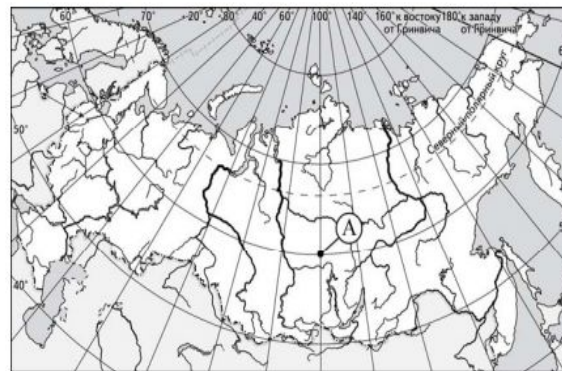 60° 70° 80° 20° 40° 60° 80° 100° 140° 160° к востоку 180° к западу
от Гринвича от Гринвича
Северный полярный круг
50°
40°
А